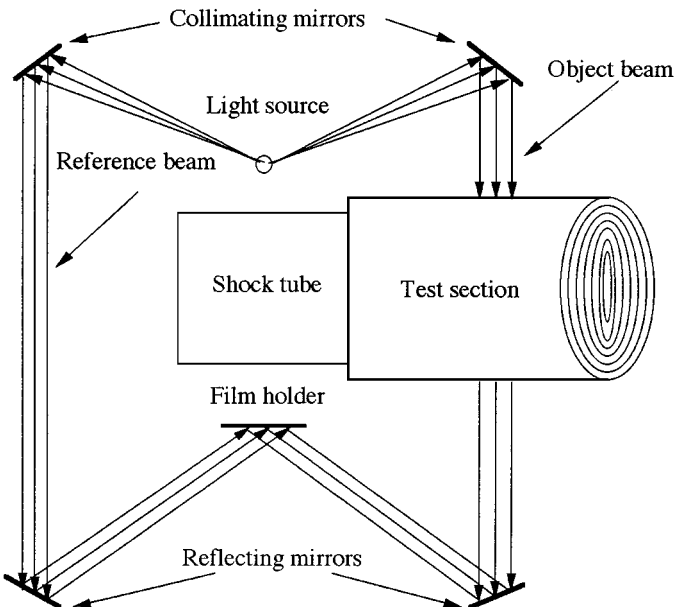 Collimating mirrors
Object beam
Light source
Reference beam
Shock tube
Test section
Film holder
Reflecting mirrors